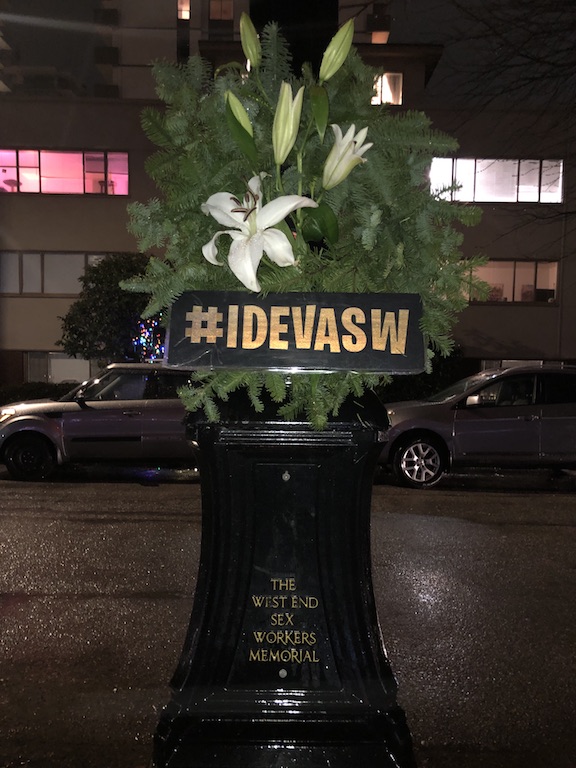 #IDEVASW
THE
WEST END
SEX
WORKERS
MEMORIAL